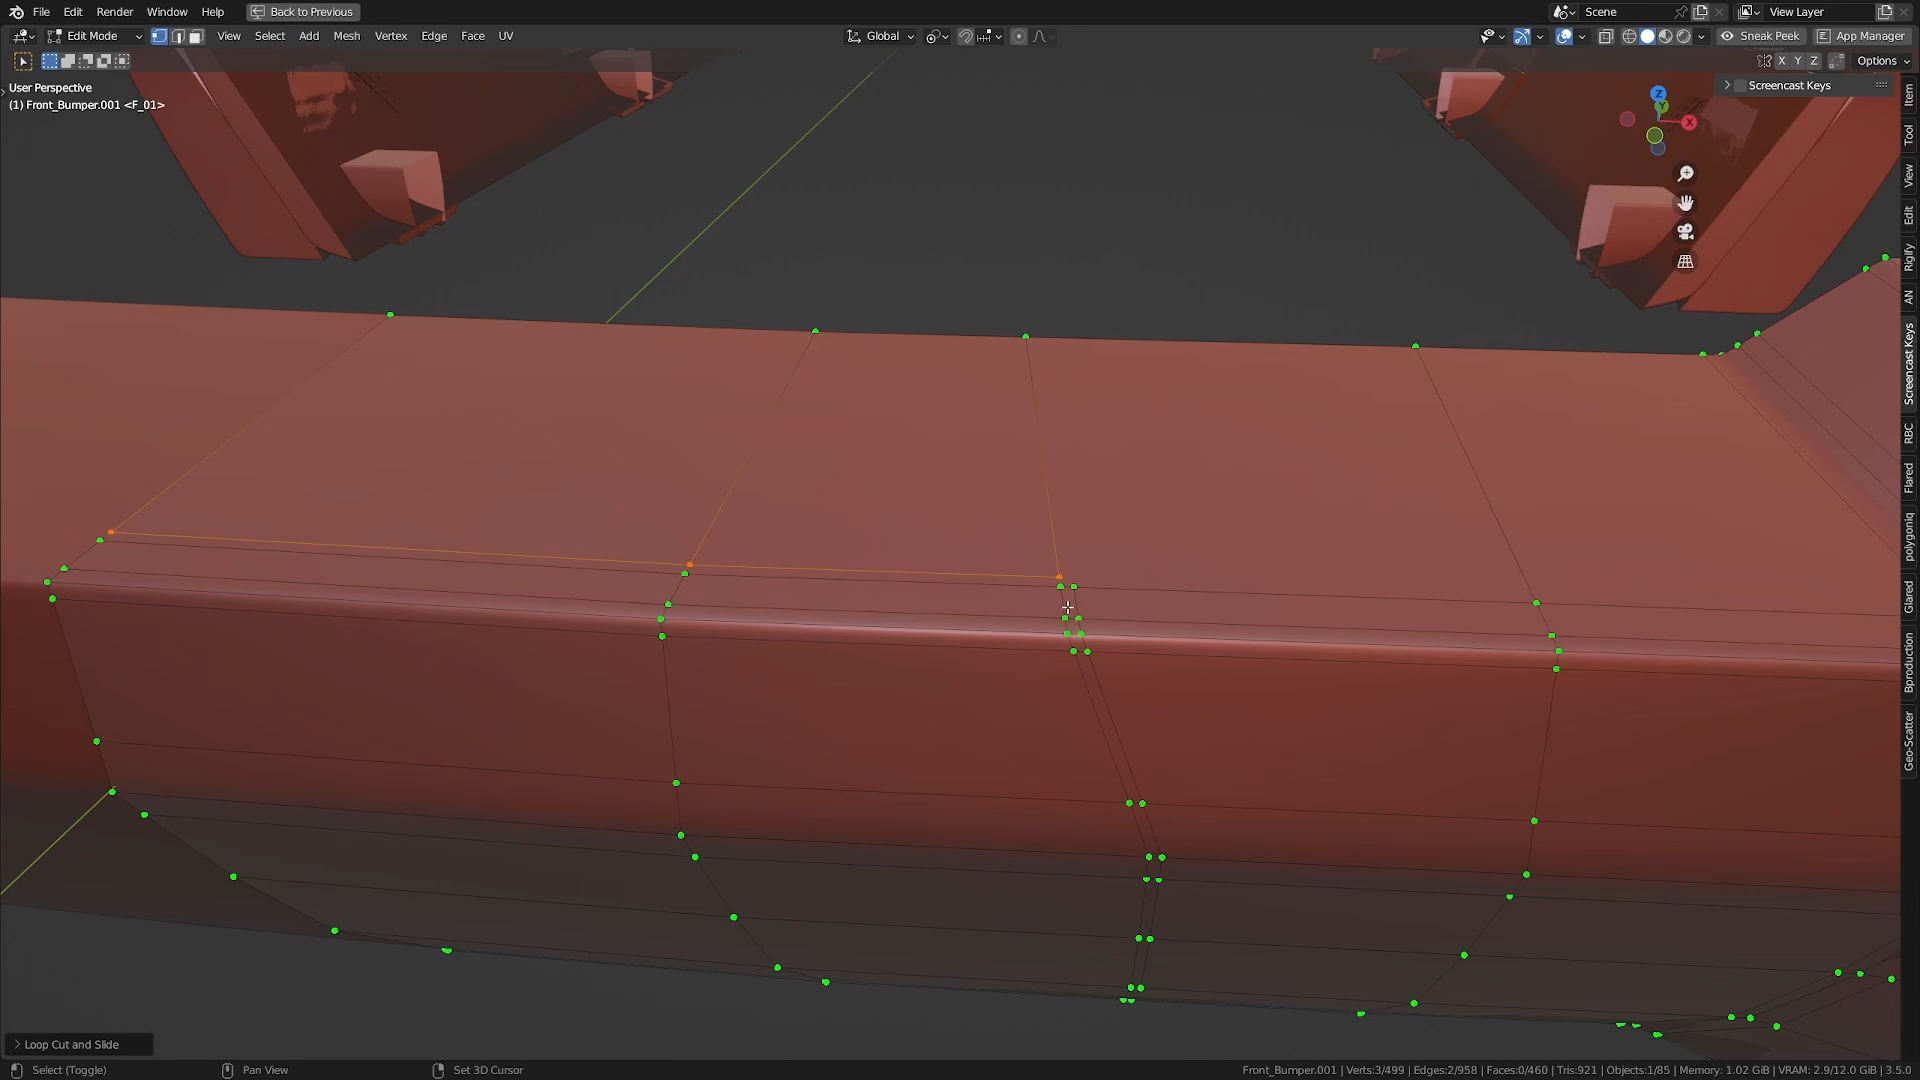 File Edit Render Window Help Back to Previous Scene View Layer
Edit Mode View Select Add Mesh Vertex Edge Face UV Global Sneak Peek App Manager
X Y Z Options
User Perspective
(1) Front_Bumper.001 <F_01>
Screencast Keys
Z
Y
X
Item
Tool
View
Edit
Rigify
AN
Screencast Keys
RBC
Flared
polygoniq
Glared
Bproduction
Geo-Scatter
Loop Cut and Slide
Select (Toggle) Pan View Set 3D Cursor Front_Bumper.001 | Verts:3/499 | Edges:2/958 | Faces:0/460 | Tris:921 | Objects:1/85 | Memory: 1.02 GiB | VRAM: 2.9/12.0 GiB | 3.5.0